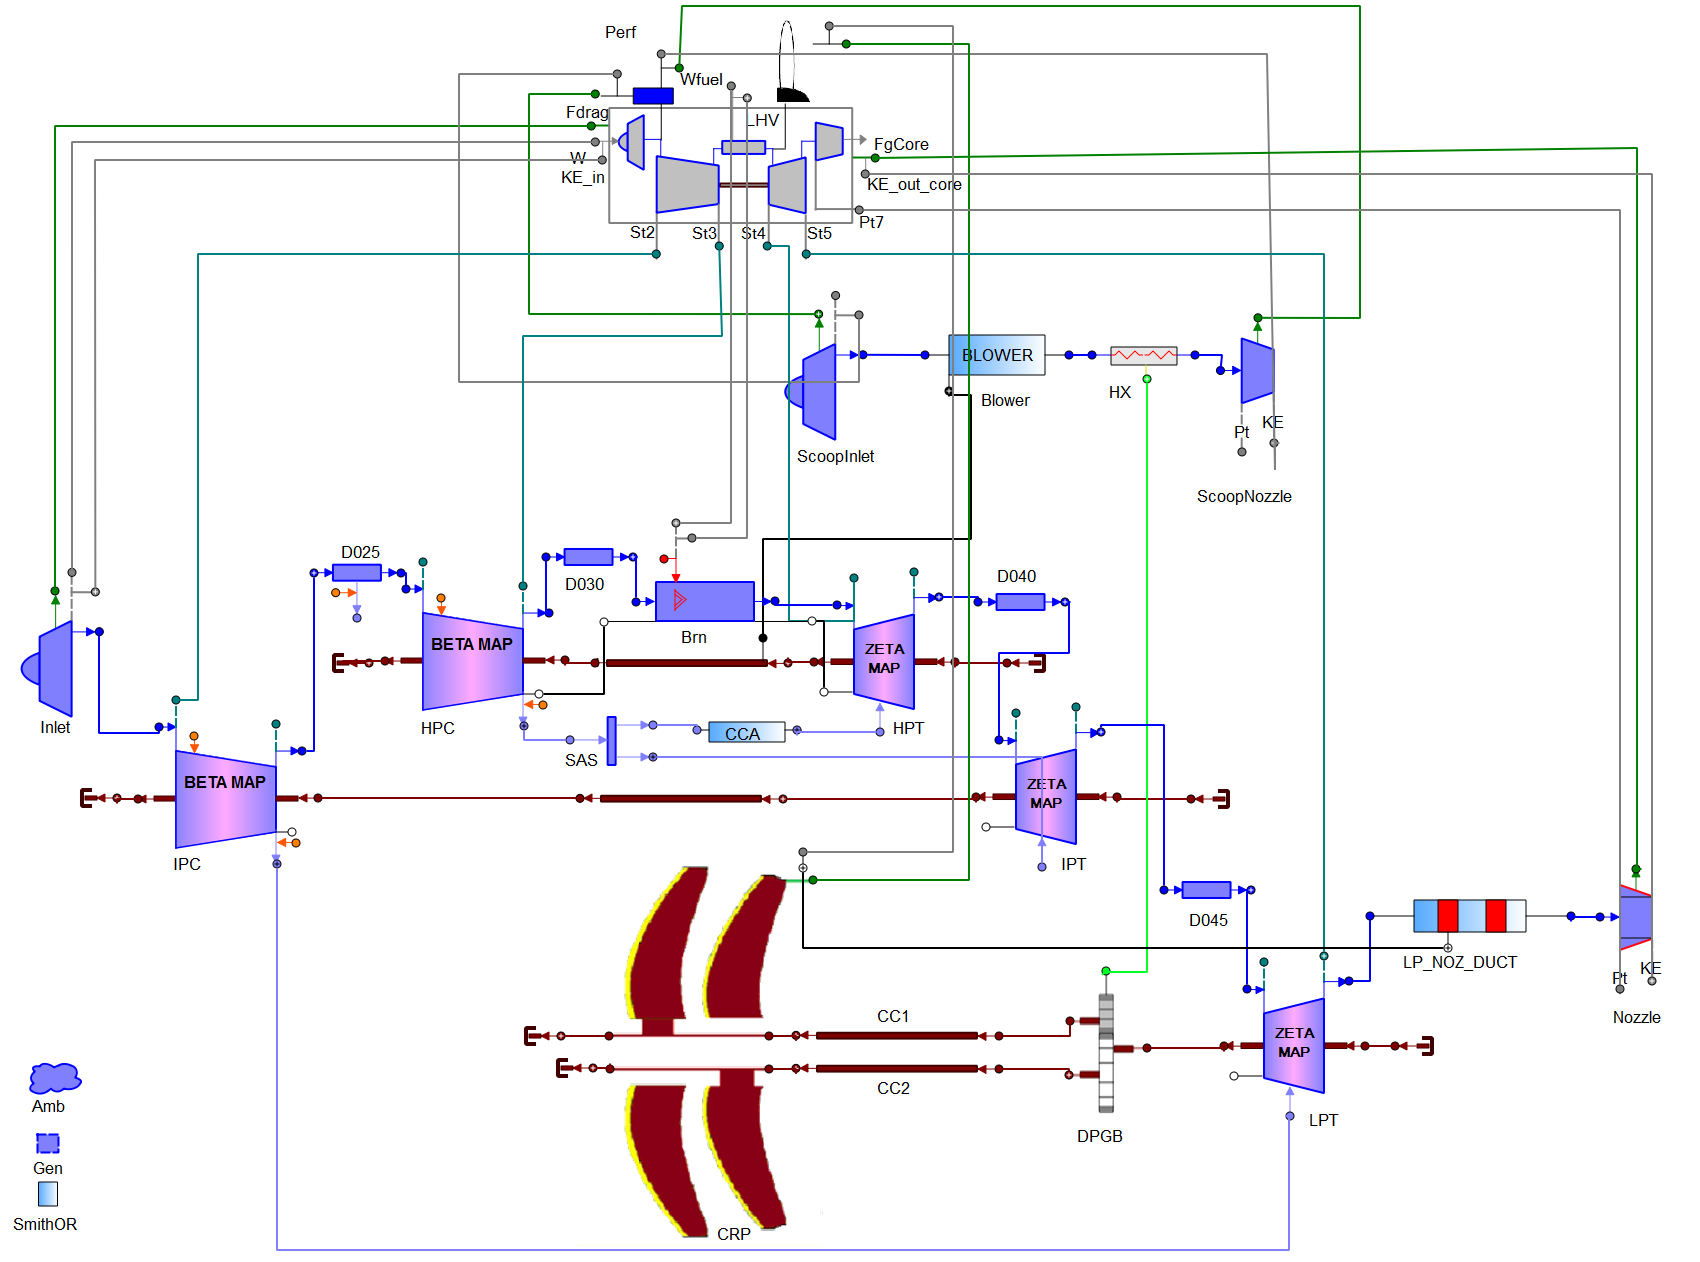 Perf
Wfuel
Fdrag
LHV
W
KE_in
FgCore
KE_out_core
Pt7
St2
St3
St4
St5
BLOWER
HX
Blower
KE
Pt
ScoopInlet
ScoopNozzle
D025
D030
D040
BETA MAP
Brn
ZETA
MAP
Inlet
HPC
CCA
HPT
SAS
BETA MAP
ZETA
MAP
IPC
IPT
D045
LP_NOZ_DUCT
Pt
KE
Nozzle
CC1
ZETA
MAP
CC2
Amb
LPT
DPGB
Gen
SmithOR
CRP